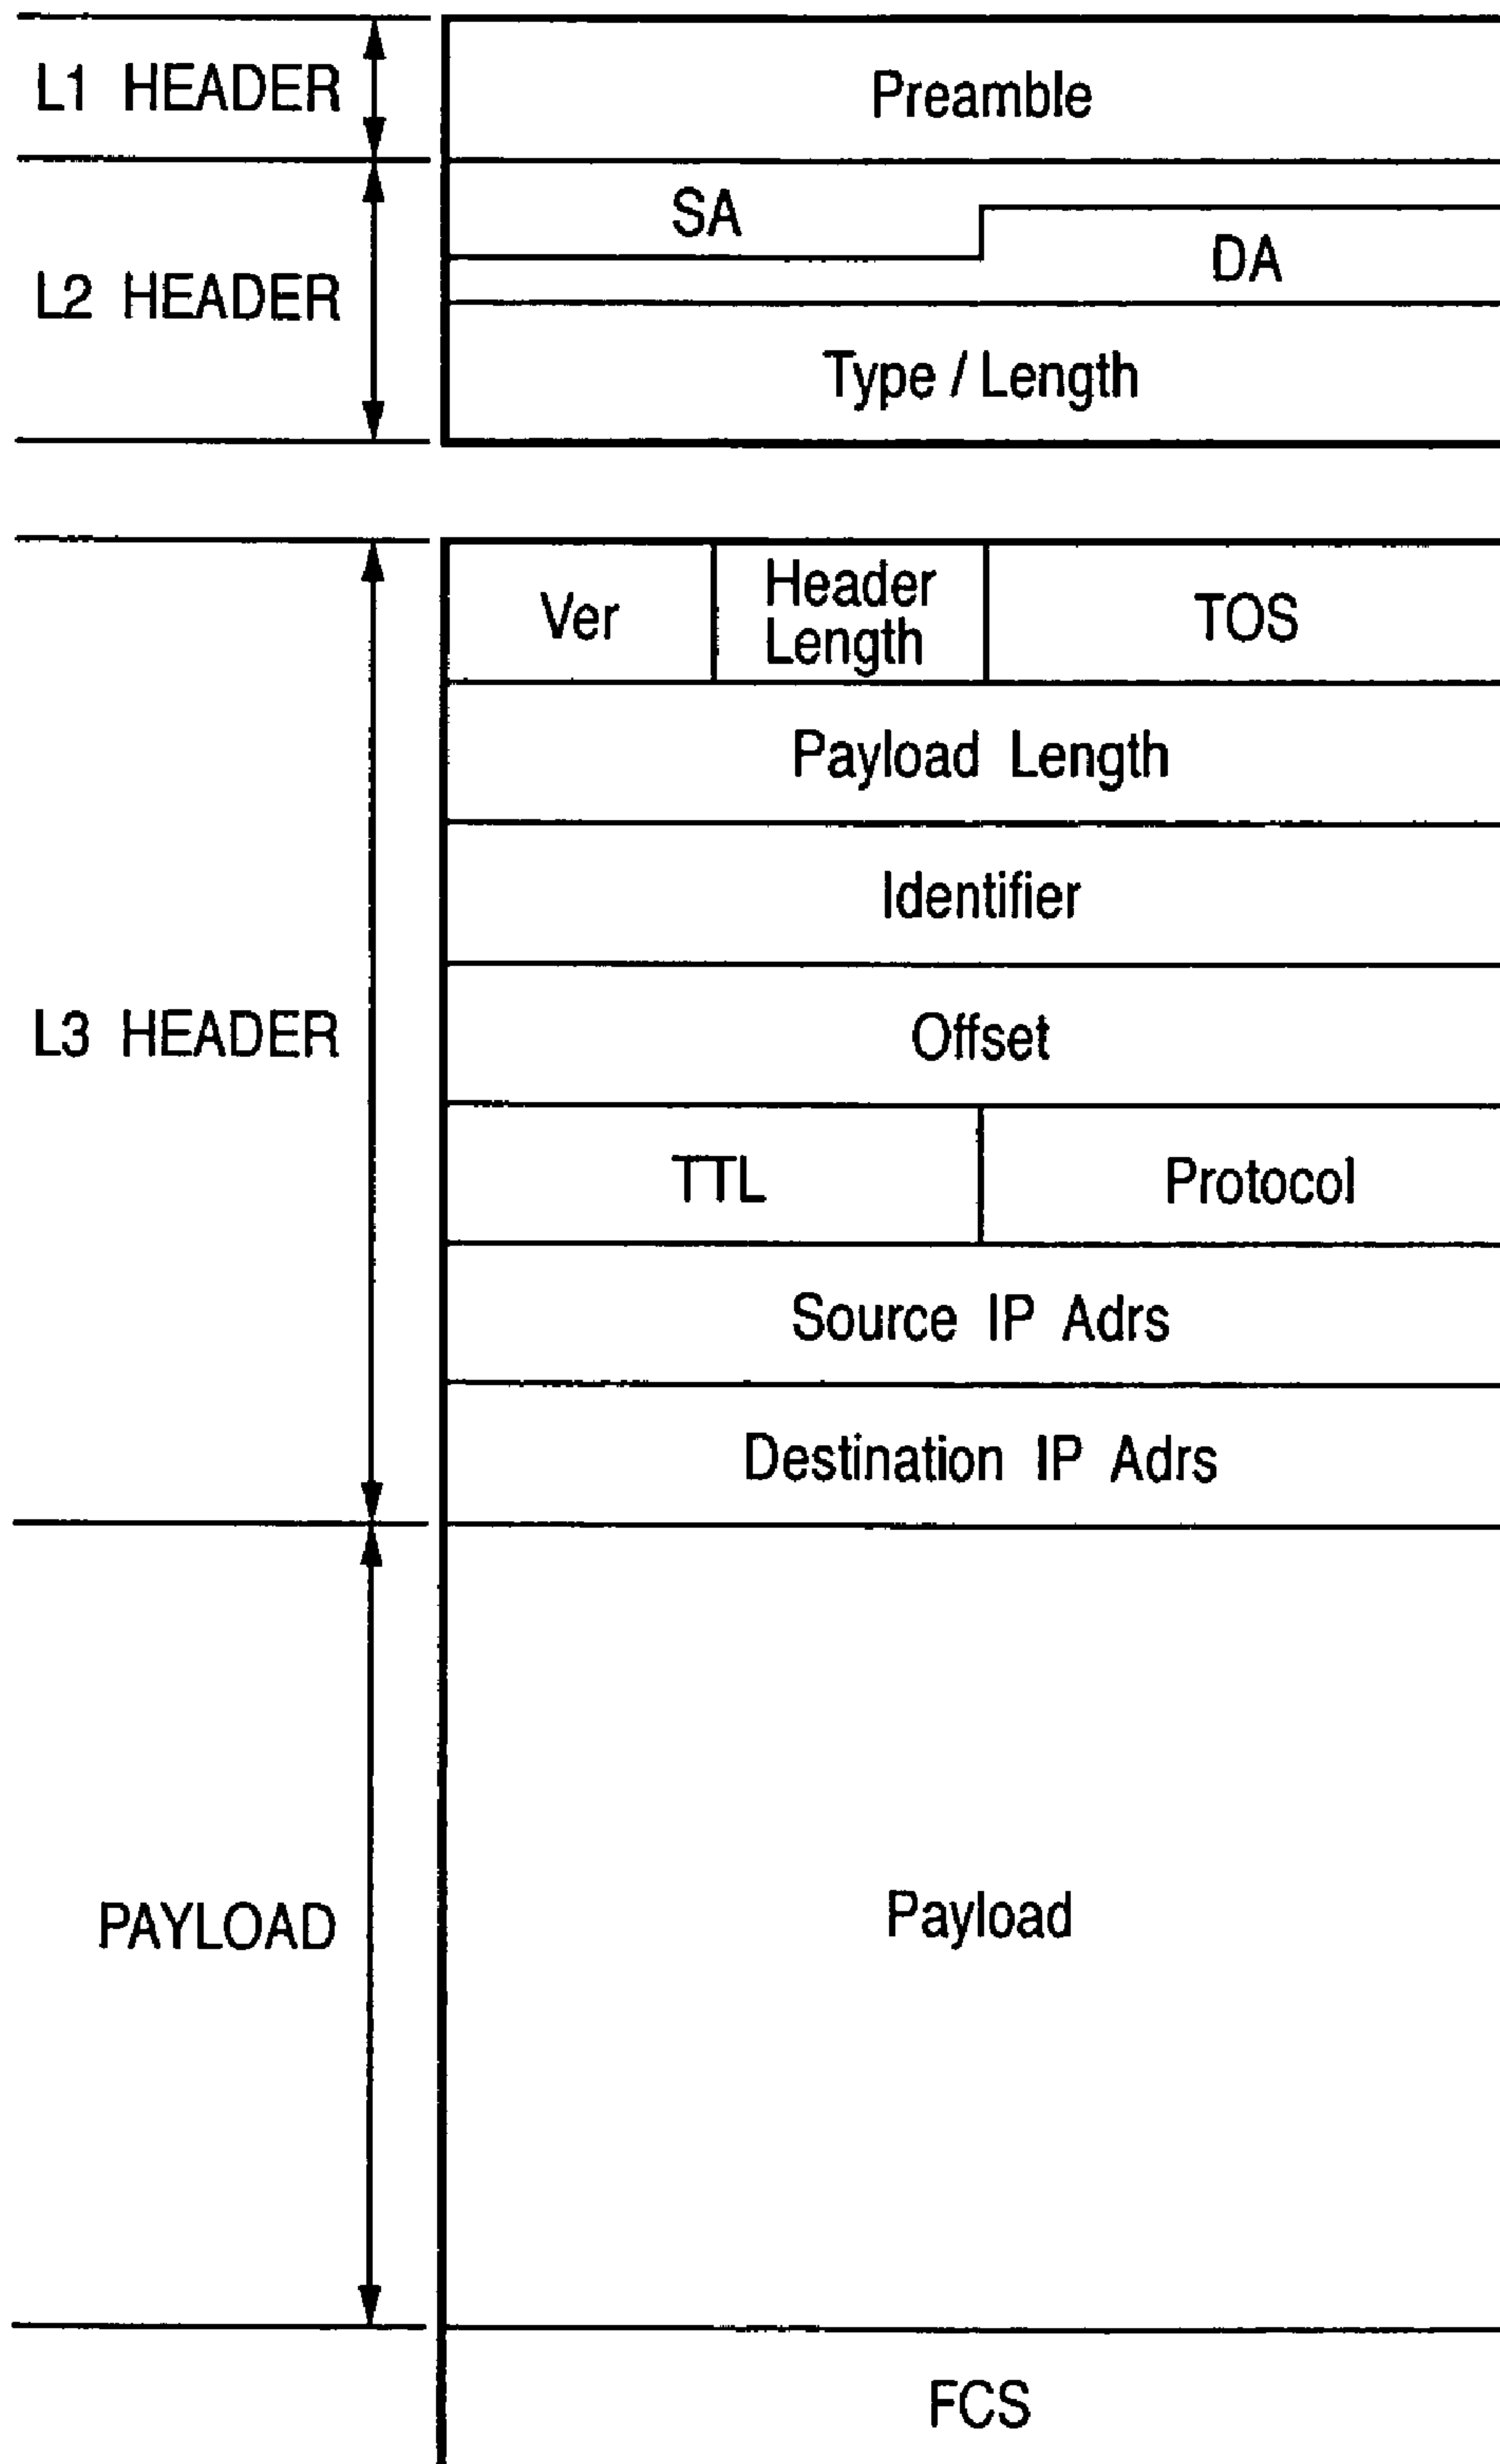 L1 HEADER
Preamble
L2 HEADER
SA
DA
Type / Length
L3 HEADER
Ver
Header
Length
TOS
Payload Length
Identifier
Offset
TTL
Protocol
Source IP Adrs
Destination IP Adrs
PAYLOAD
Payload
FCS